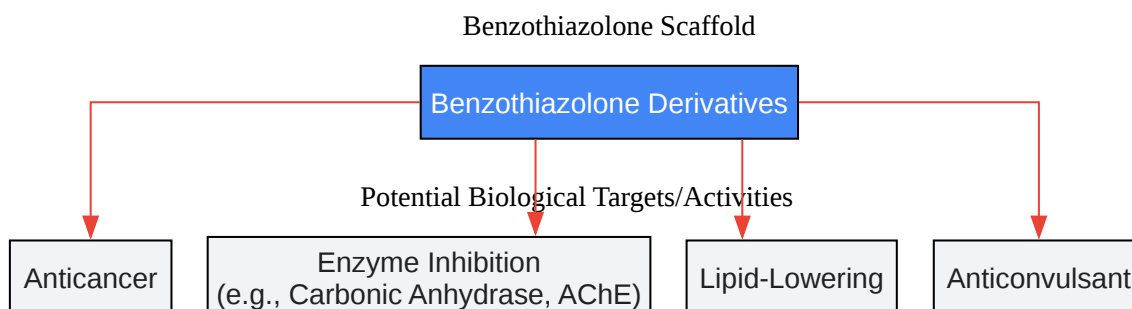 Benzothiazolone Scaffold
Benzothiazolone Derivatives
Potential Biological Targets/Activities
Anticancer
Enzyme Inhibition
(e.g., Carbonic Anhydrase, AChE)
Lipid-Lowering
Anticonvulsant